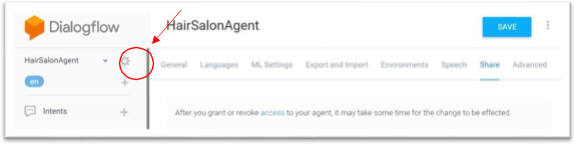 Dialogflow
HairSalonAgent
SAVE
HairSalonAgent
en
Intents
General Languages ML Settings Export and Import Environments Speech Share Advanced
After you grant or revoke access to your agent, it may take some time for the change to be effected.